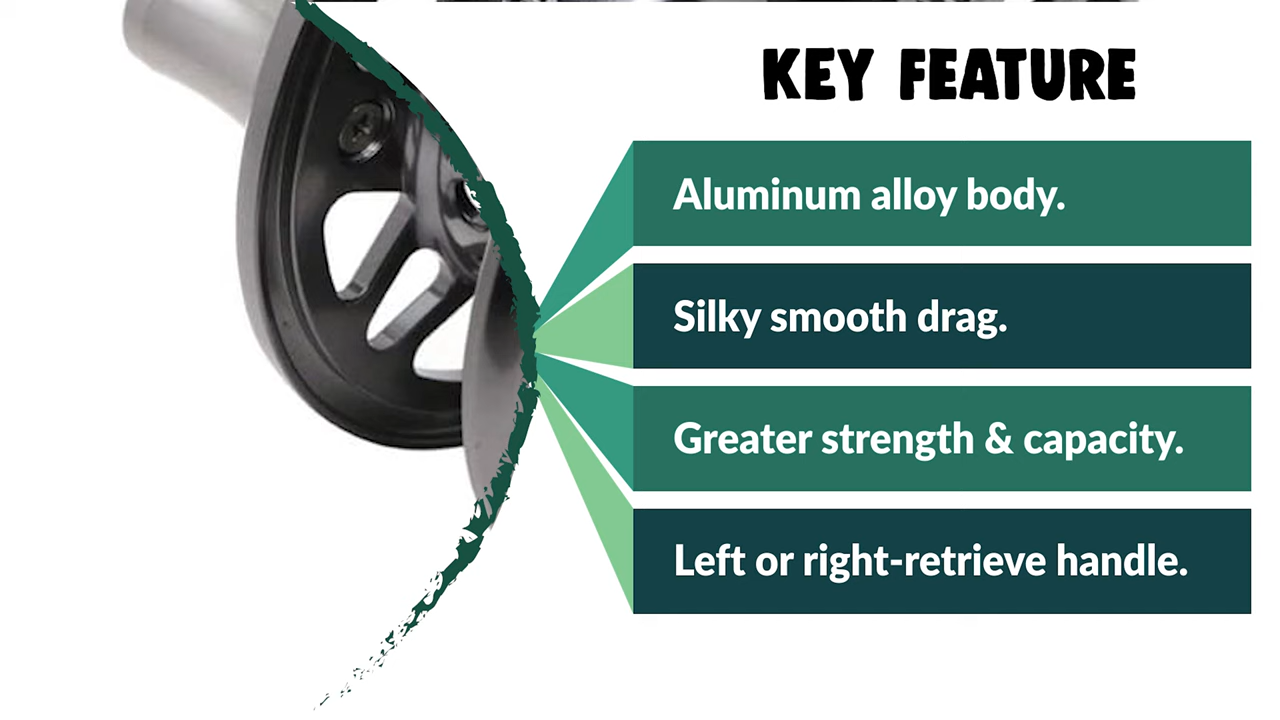 KEY FEATURE
Aluminum alloy body.
Silky smooth drag.
Greater strength & capacity.
Left or right-retrieve handle.